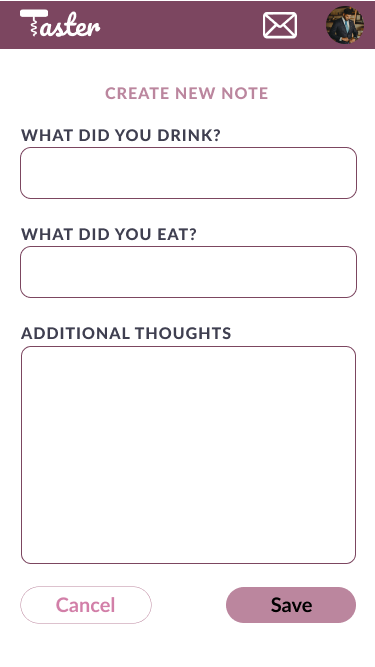 Taster
CREATE NEW NOTE
WHAT DID YOU DRINK?
WHAT DID YOU EAT?
ADDITIONAL THOUGHTS
Cancel Save